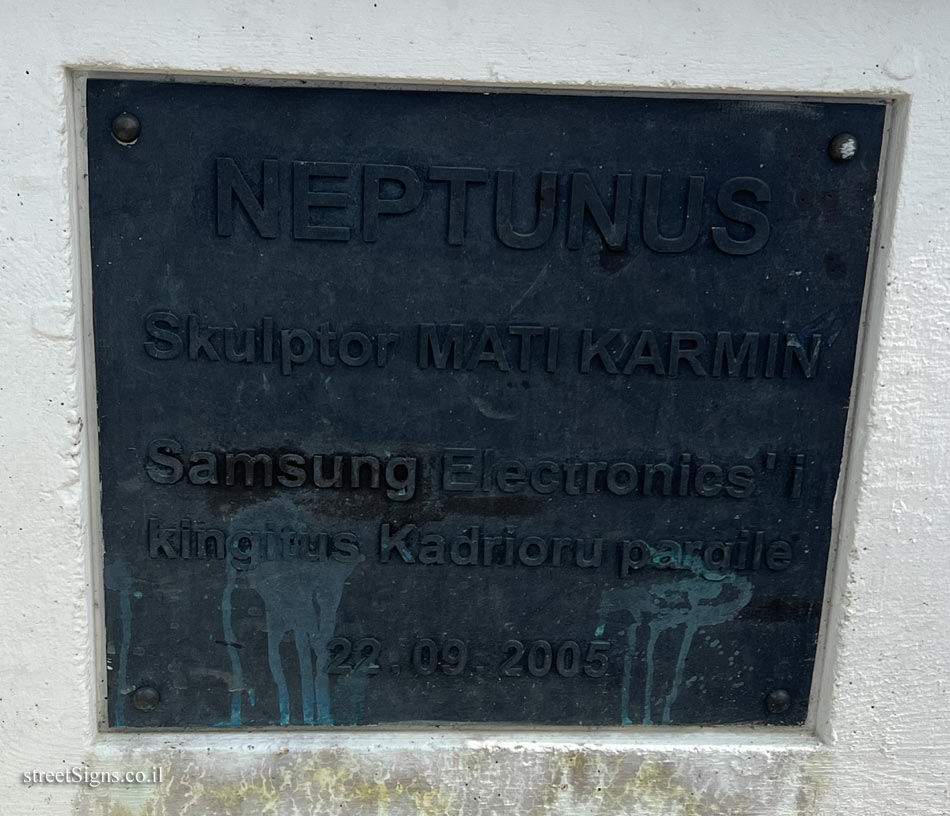 NEPTUNUS
Skulptor MATI KARMIN
Samsung Electronics' i
kingitus Kadrioru pargile
22.09.2005
streetSigns.co.il